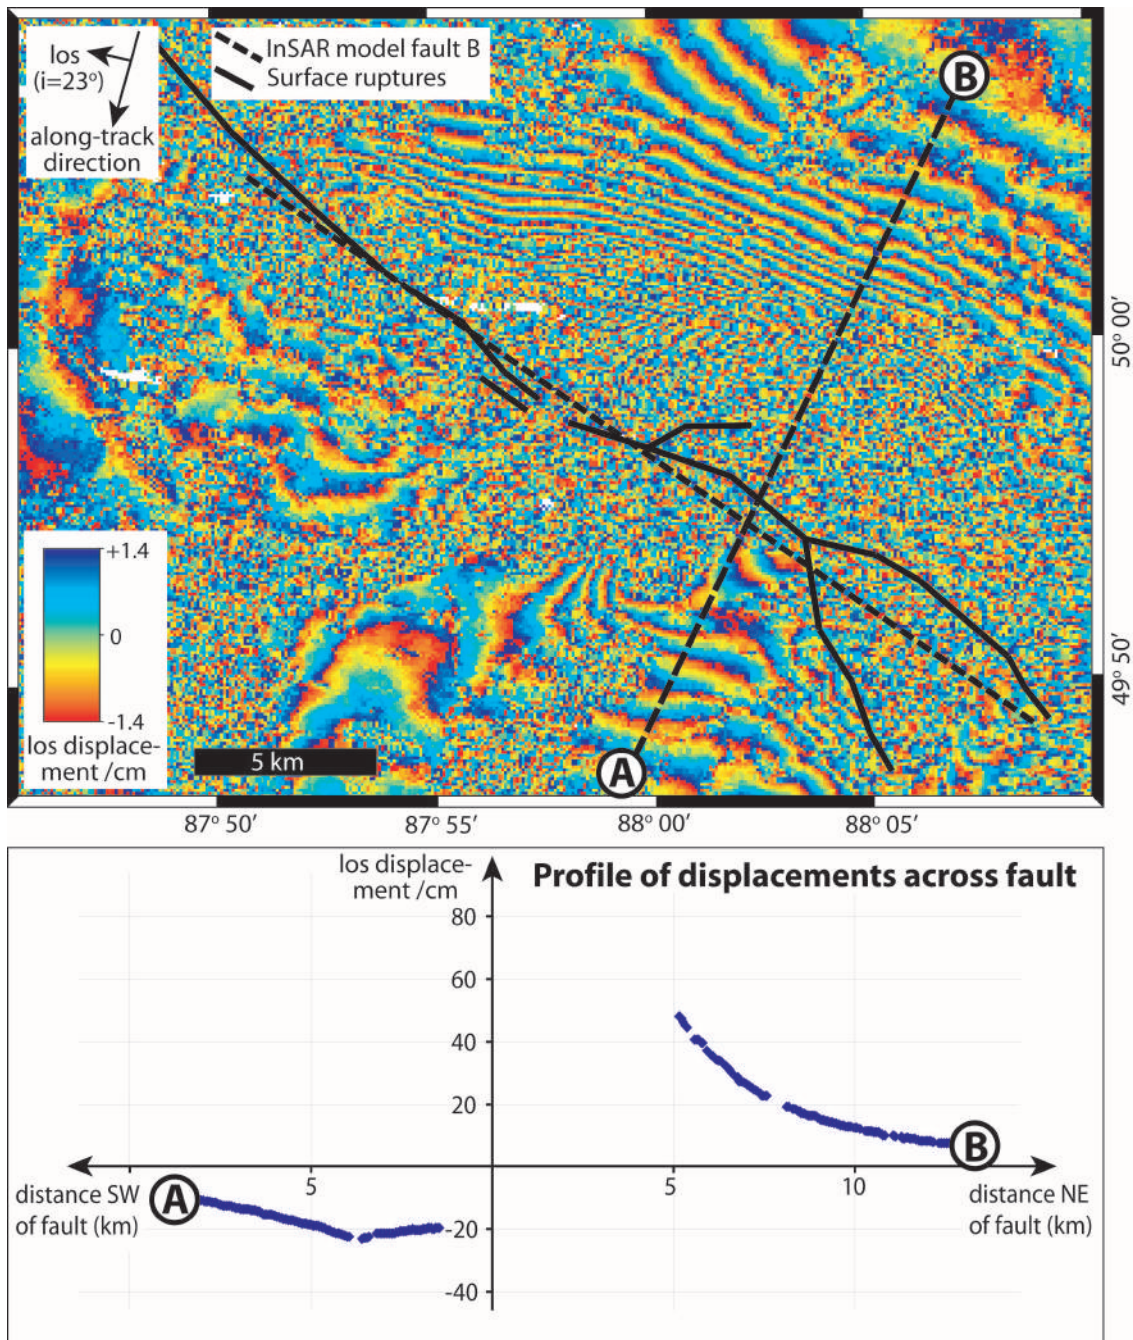 los
(i=23°)
along-track
direction
InSAR model fault B
Surface ruptures
B
50° 00’
49° 50’
+1.4
0
-1.4
los displace-
ment /cm
5 km
A
87° 50’
87° 55’
88° 00’
88° 05’
los displace-
ment /cm
Profile of displacements across fault
80
60
40
20
B
5
5
10
distance SW
of fault (km)
A
distance NE
of fault (km)
-20
-40